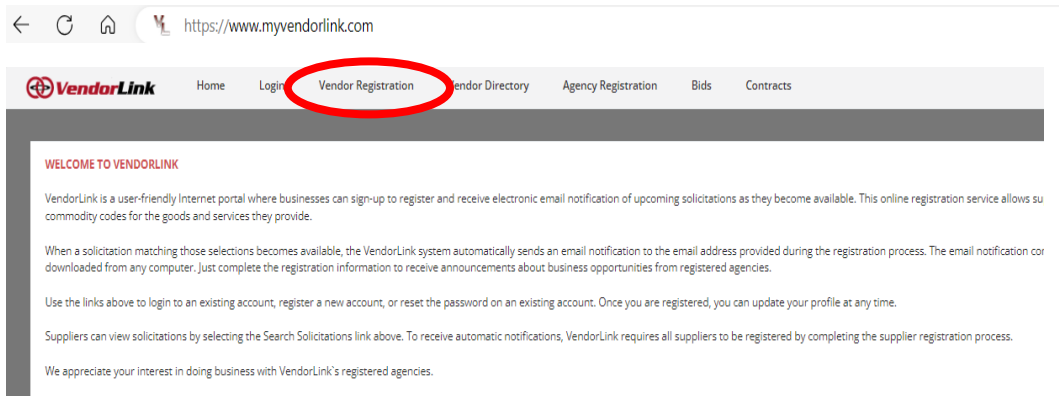 https://www.myvendorlink.com
VendorLink Home Login Vendor Registration Vendor Directory Agency Registration Bids Contracts
WELCOME TO VENDORLINK
VendorLink is a user-friendly Internet portal where businesses can sign-up to register and receive electronic email notification of upcoming solicitations as they become available. This online registration service allows su
commodity codes for the goods and services they provide.
When a solicitation matching those selections becomes available, the VendorLink system automatically sends an email notification to the email address provided during the registration process. The email notification cor
downloaded from any computer. Just complete the registration information to receive announcements about business opportunities from registered agencies.
Use the links above to login to an existing account, register a new account, or reset the password on an existing account. Once you are registered, you can update your profile at any time.
Suppliers can view solicitations by selecting the Search Solicitations link above. To receive automatic notifications, VendorLink requires all suppliers to be registered by completing the supplier registration process.
We appreciate your interest in doing business with VendorLink`s registered agencies.